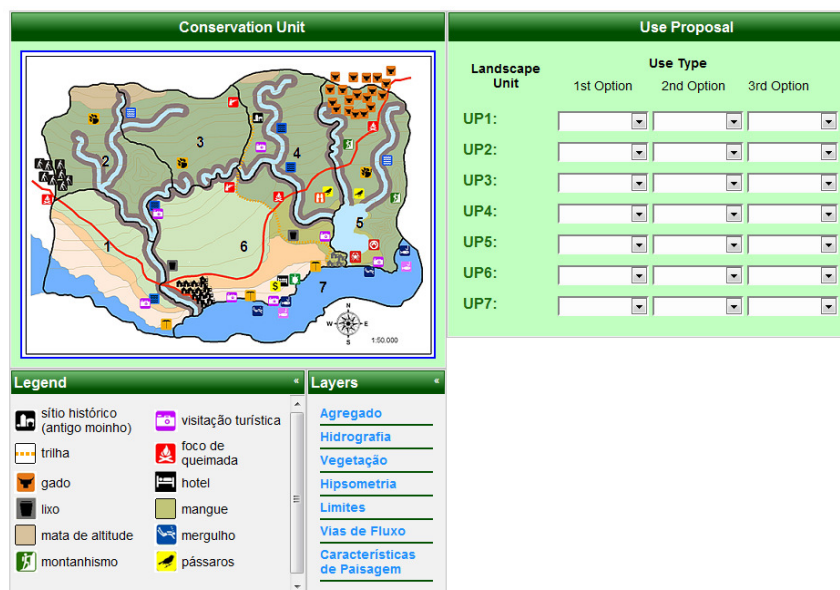 Conservation Unit
2
3
4
1
6
5
7
S
N
W
E
S
1:50.000
Use Proposal
Landscape
Unit
Use Type
1st Option
2nd Option
3rd Option
UP1:
UP2:
UP3:
UP4:
UP5:
UP6:
UP7:
Legend
«
sítio histórico
(antigo moinho)
visitação turística
trilha
foco de
queimada
gado
hotel
lixo
mangue
mata de altitude
mergulho
montanhismo
pássaros
Layers
«
Agregado
Hidrografia
Vegetação
Hipsometria
Limites
Vias de Fluxo
Características
de Paisagem